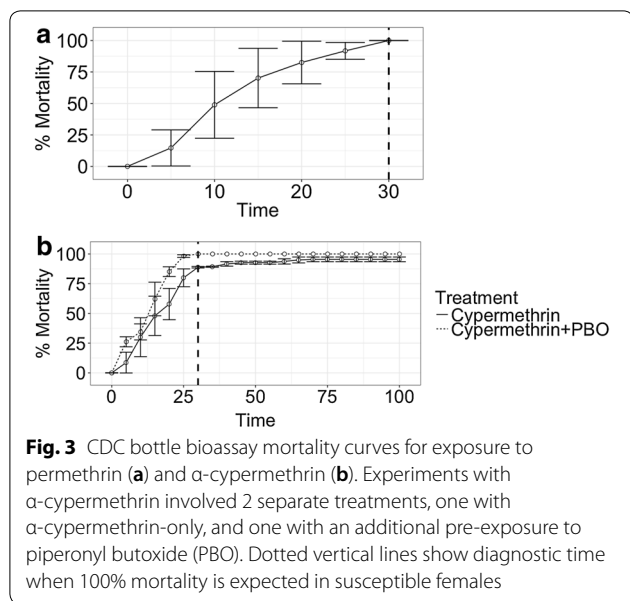 a
100
75
50
25
0
% Mortality
0 10 20 30
Time
b
100
75
50
25
0
% Mortality
0 25 50 75 100
Time
Treatment
Cypermethrin
Cypermethrin+PBO
Fig. 3 CDC bottle bioassay mortality curves for exposure to
permethrin (a) and α-cypermethrin (b). Experiments with
α-cypermethrin involved 2 separate treatments, one with
α-cypermethrin-only, and one with an additional pre-exposure to
piperonyl butoxide (PBO). Dotted vertical lines show diagnostic time
when 100% mortality is expected in susceptible females